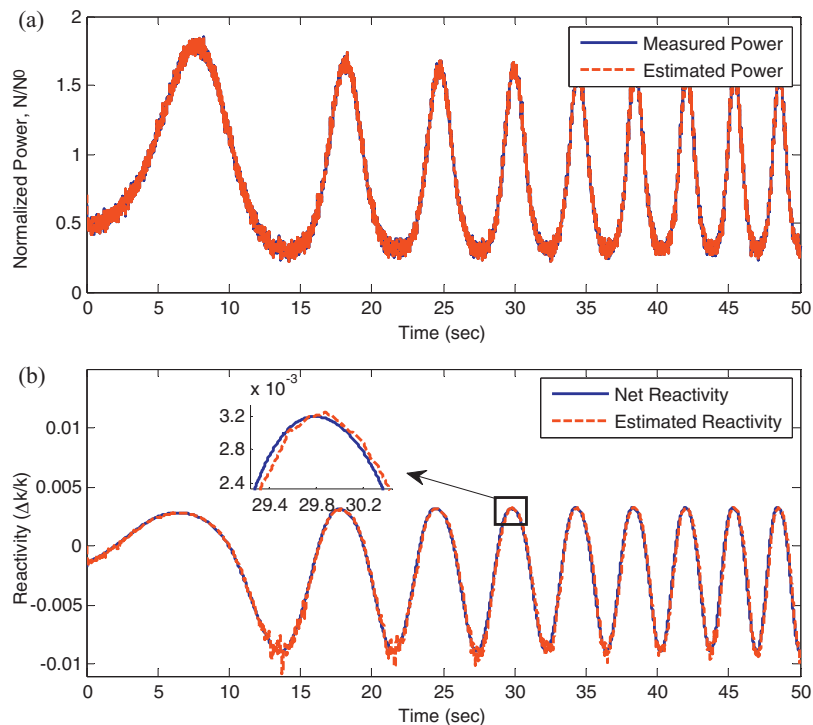 (a)
2
1.5
1
0.5
0
Normalized Power, N/N0
Measured Power
Estimated Power
0 5 10 15 20 25 30 35 40 45 50
Time (sec)
(b)
x 10⁻³
3.2
2.8
2.4
29.4 29.8 30.2
Net Reactivity
Estimated Reactivity
0.01
0.005
0
-0.005
-0.01
Reactivity (Δk/k)
0 5 10 15 20 25 30 35 40 45 50
Time (sec)